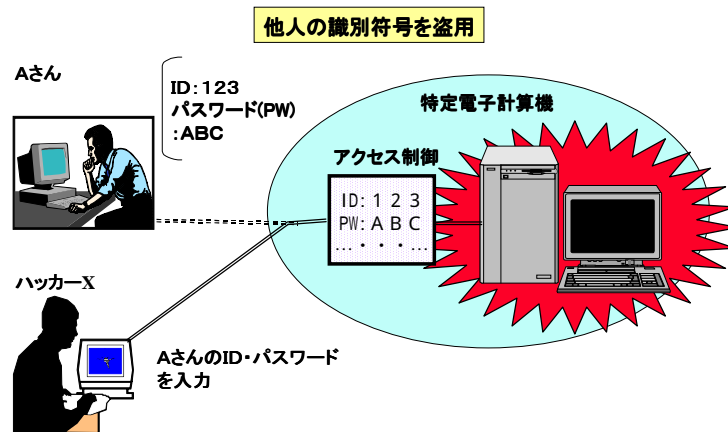 他人の識別符号を盗用
Aさん
ID:123
パスワード(PW)
:ABC
特定電子計算機
アクセス制御
ID:123
PW:ABC
…・・・…
ハッカーX
AさんのID・パスワード
を入力